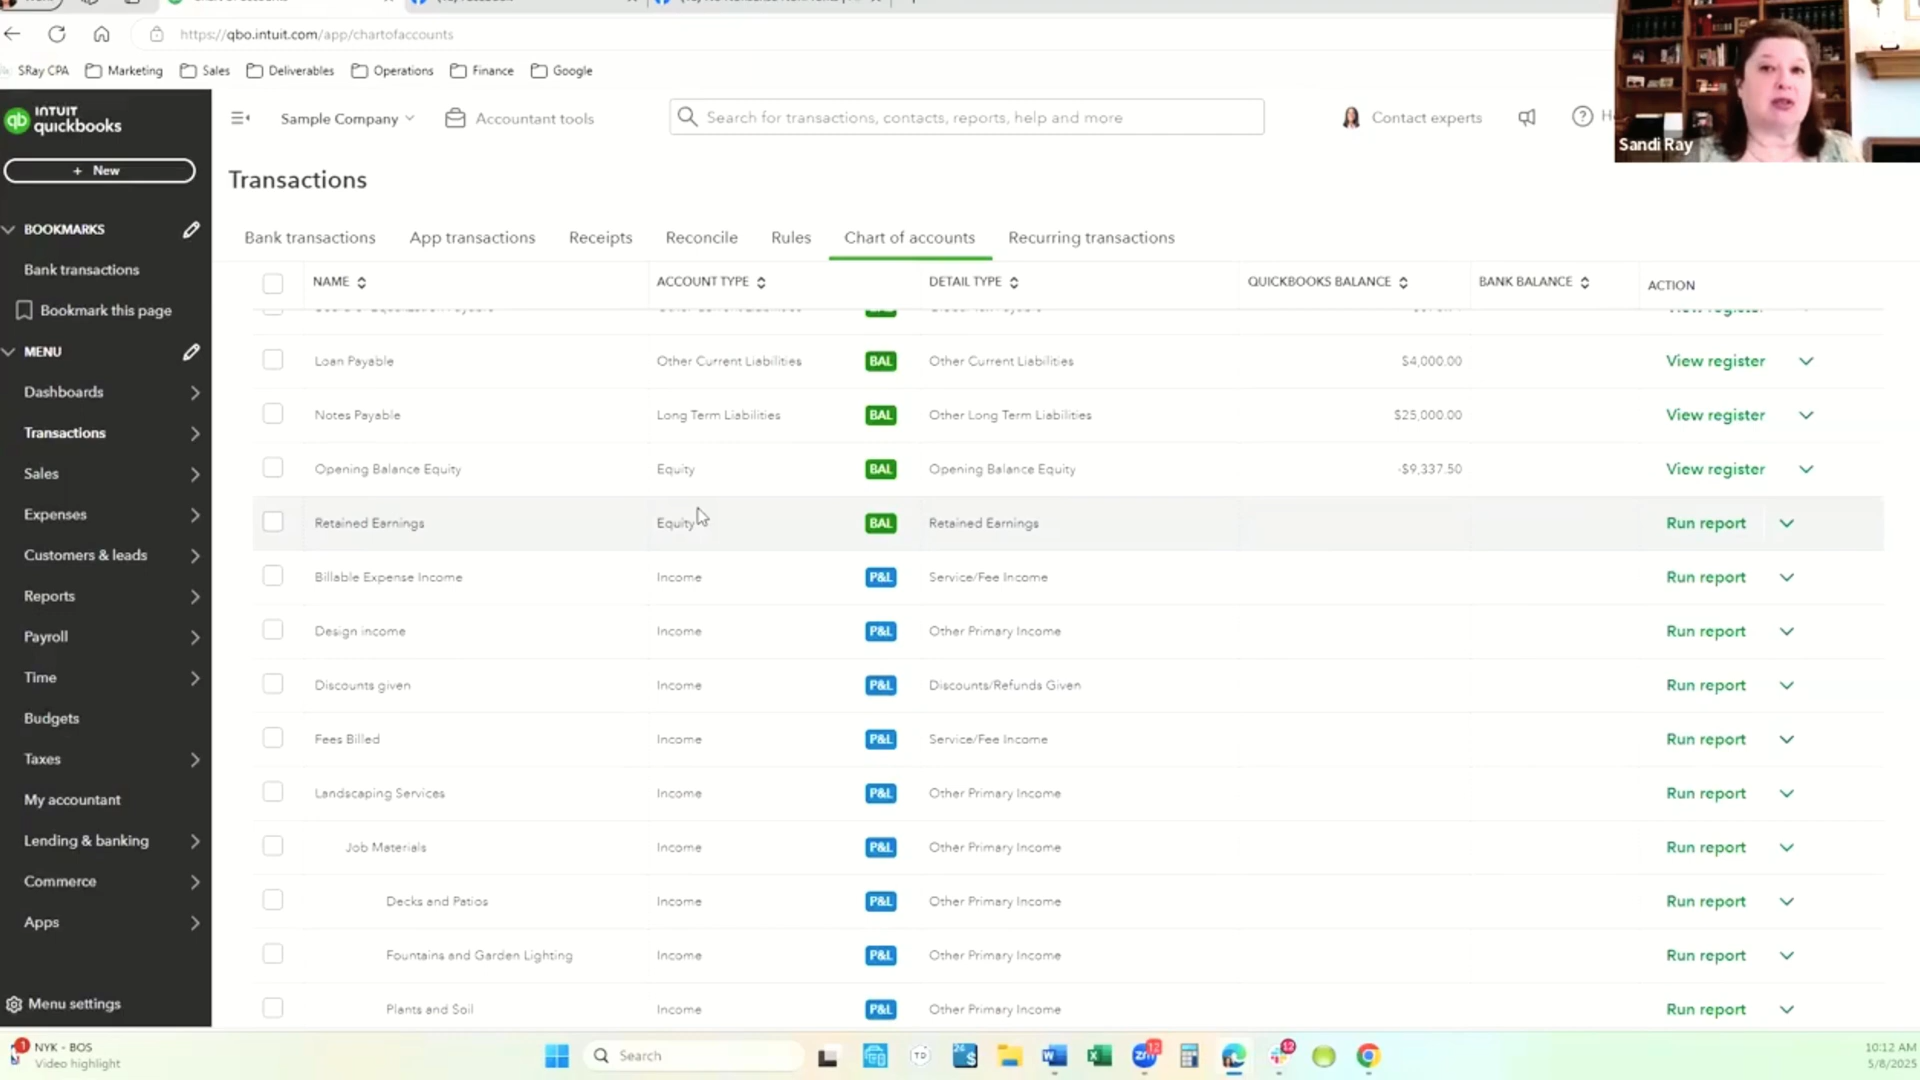 https://qbo.intuit.com/app/chartofaccounts
SRay CPA
Marketing
Sales
Deliverables
Operations
Finance
Google
INTUIT
quickbooks
qb
+ New
BOOKMARKS
Bank transactions
Bookmark this page
MENU
Dashboards
Transactions
Sales
Expenses
Customers & leads
Reports
Payroll
Time
Budgets
Taxes
My accountant
Lending & banking
Commerce
Apps
Menu settings
Sample Company
Accountant tools
Search for transactions, contacts, reports, help and more
Contact experts
Sandi Ray
Transactions
Bank transactions
App transactions
Receipts
Reconcile
Rules
Chart of accounts
Recurring transactions
NAME ACCOUNT TYPE DETAIL TYPE QUICKBOOKS BALANCE BANK BALANCE ACTION
Loan Payable Other Current Liabilities BAL Other Current Liabilities $4,000.00 View register
Notes Payable Long Term Liabilities BAL Other Long Term Liabilities $25,000.00 View register
Opening Balance Equity Equity BAL Opening Balance Equity -$9,337.50 View register
Retained Earnings Equity BAL Retained Earnings Run report
Billable Expense Income Income P&L Service/Fee Income Run report
Design income Income P&L Other Primary Income Run report
Discounts given Income P&L Discounts/Refunds Given Run report
Fees Billed Income P&L Service/Fee Income Run report
Landscaping Services Income P&L Other Primary Income Run report
Job Materials Income P&L Other Primary Income Run report
Decks and Patios Income P&L Other Primary Income Run report
Fountains and Garden Lighting Income P&L Other Primary Income Run report
Plants and Soil Income P&L Other Primary Income Run report
1
NYK - BOS
Video highlight
Search
TD
12
12
10:12 AM
5/8/2025